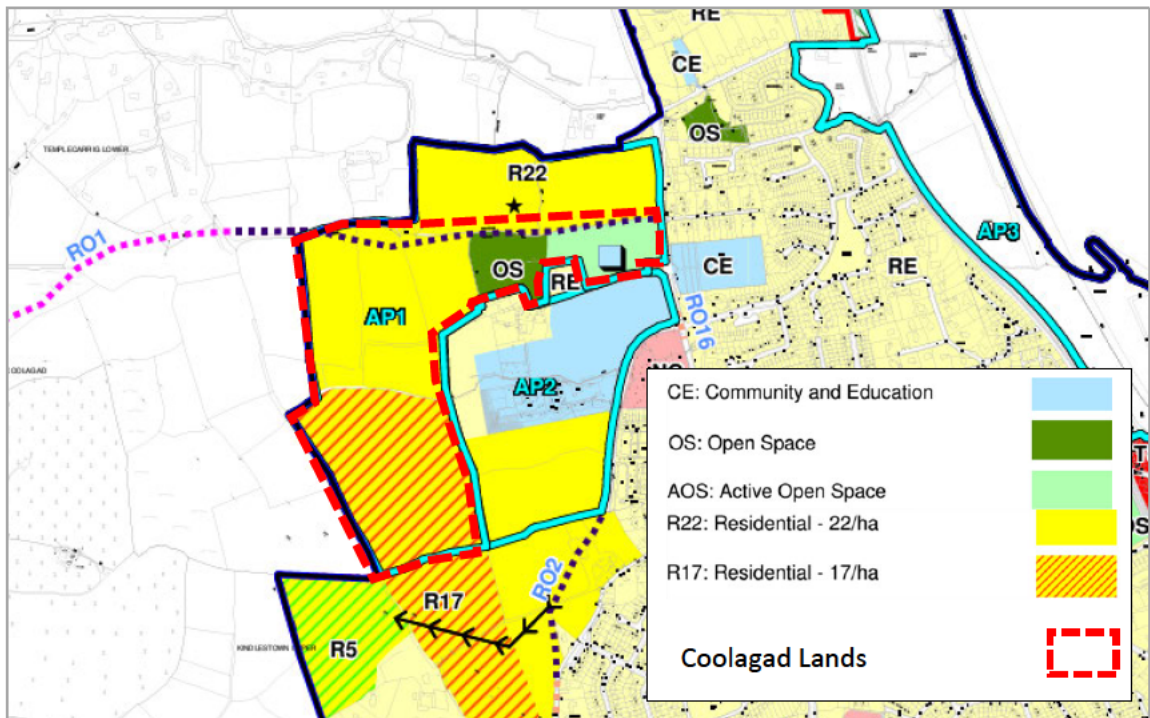 RE
CE
OS
TEMPLECARRIG LOWER
R22
RO1
AP3
OS
CE
RE
RE
AP1
RO16
AP2
CE: Community and Education
OS: Open Space
AOS: Active Open Space
R22: Residential - 22/ha
R17: Residential - 17/ha
Coolagad Lands
T
OS
RO2
R17
R5